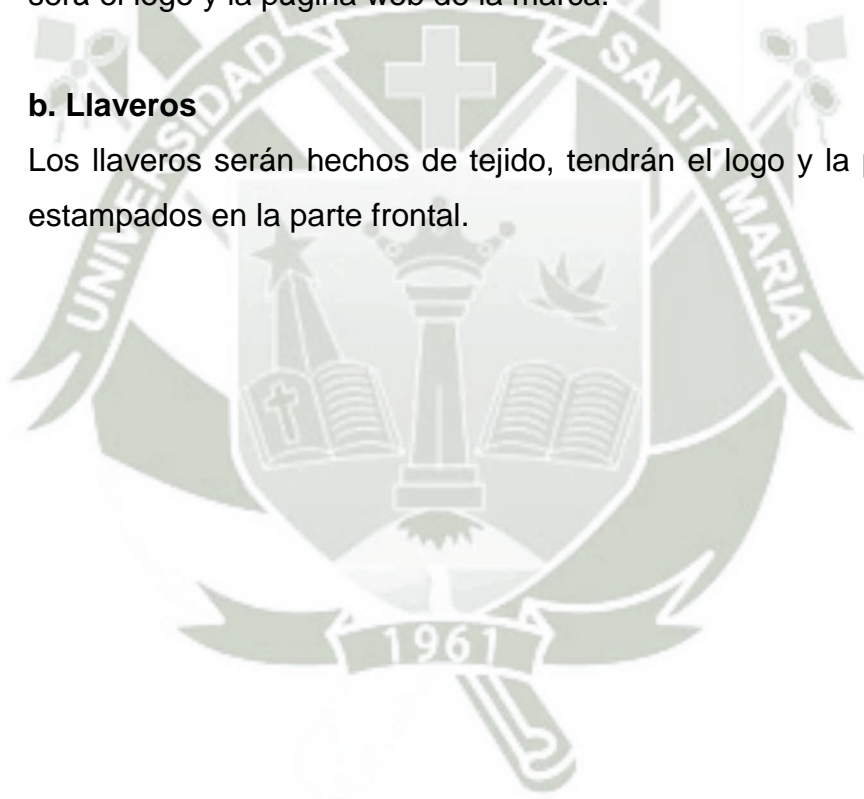 será el logo y la página web de la marca.
b. Llaveros
Los llaveros serán hechos de tejido, tendrán el logo y la
estampados en la parte frontal.
UNIVERSIDAD
SANTA MARIA
1961